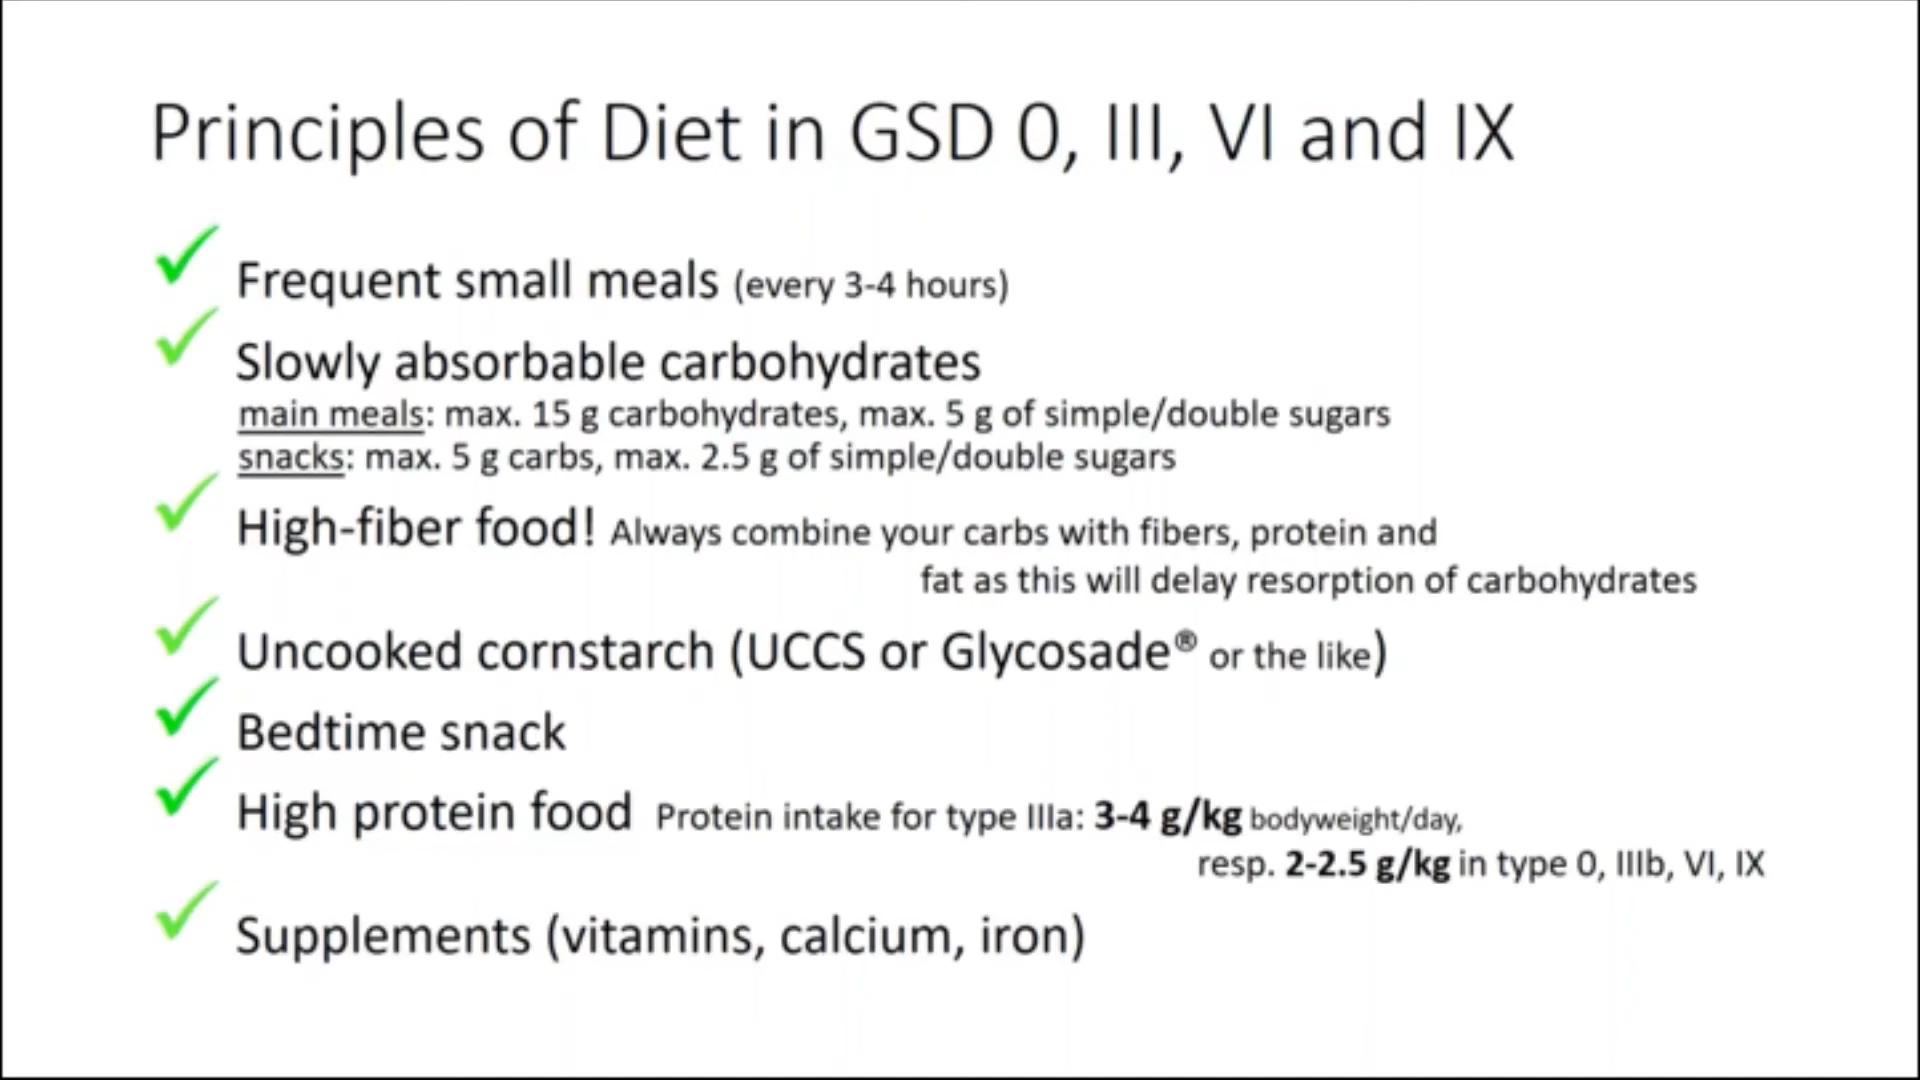 Principles of Diet in GSD 0, III, VI and IX
Frequent small meals (every 3-4 hours)
Slowly absorbable carbohydrates
main meals: max. 15 g carbohydrates, max. 5 g of simple/double sugars
snacks: max. 5 g carbs, max. 2.5 g of simple/double sugars
High-fiber food! Always combine your carbs with fibers, protein and
fat as this will delay resorption of carbohydrates
Uncooked cornstarch (UCCS or Glycosade® or the like)
Bedtime snack
High protein food Protein intake for type IIIa: 3-4 g/kg bodyweight/day,
resp. 2-2.5 g/kg in type 0, IIIb, VI, IX
Supplements (vitamins, calcium, iron)